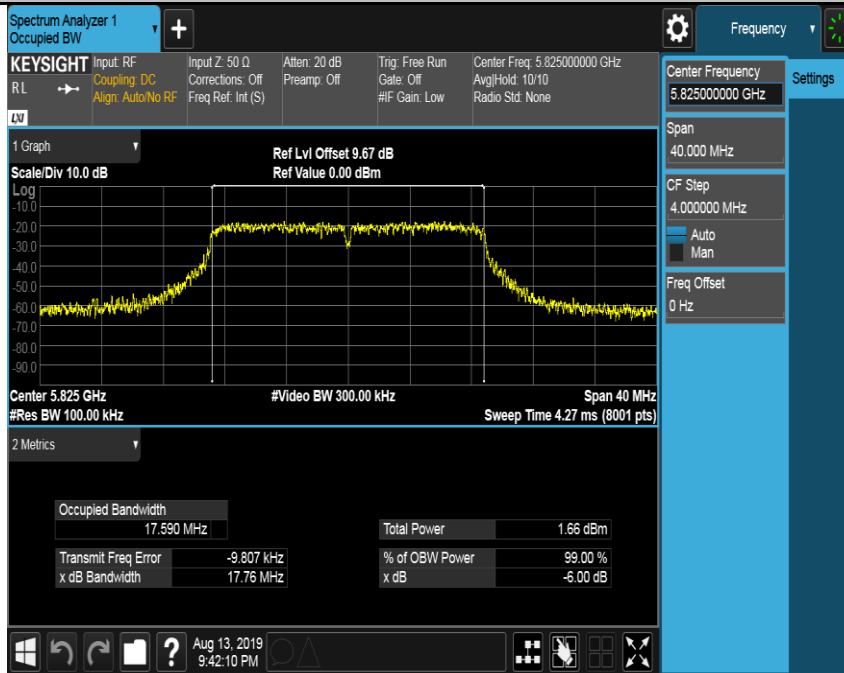 Spectrum Analyzer 1
Occupied BW
+
Frequency
KEYSIGHT
RL
LXI
Input: RF
Coupling: DC
Align: Auto/No RF
Input Z: 50 Ω
Corrections: Off
Freq Ref: Int (S)
Atten: 20 dB
Preamp: Off
Trig: Free Run
Gate: Off
#IF Gain: Low
Center Freq: 5.825000000 GHz
Avg|Hold: 10/10
Radio Std: None
Center Frequency
5.825000000 GHz
Settings
Span
40.000 MHz
CF Step
4.000000 MHz
Auto
Man
Freq Offset
0 Hz
1 Graph
Scale/Div 10.0 dB
Ref Lvl Offset 9.67 dB
Ref Value 0.00 dBm
Log
-10.0
-20.0
-30.0
-40.0
-50.0
-60.0
-70.0
-80.0
-90.0
Center 5.825 GHz
#Video BW 300.00 kHz
Span 40 MHz
#Res BW 100.00 kHz
Sweep Time 4.27 ms (8001 pts)
2 Metrics
Occupied Bandwidth
17.590 MHz
Total Power 1.66 dBm
Transmit Freq Error -9.807 kHz
% of OBW Power 99.00 %
x dB Bandwidth 17.76 MHz
x dB -6.00 dB
?
Aug 13, 2019
9:42:10 PM